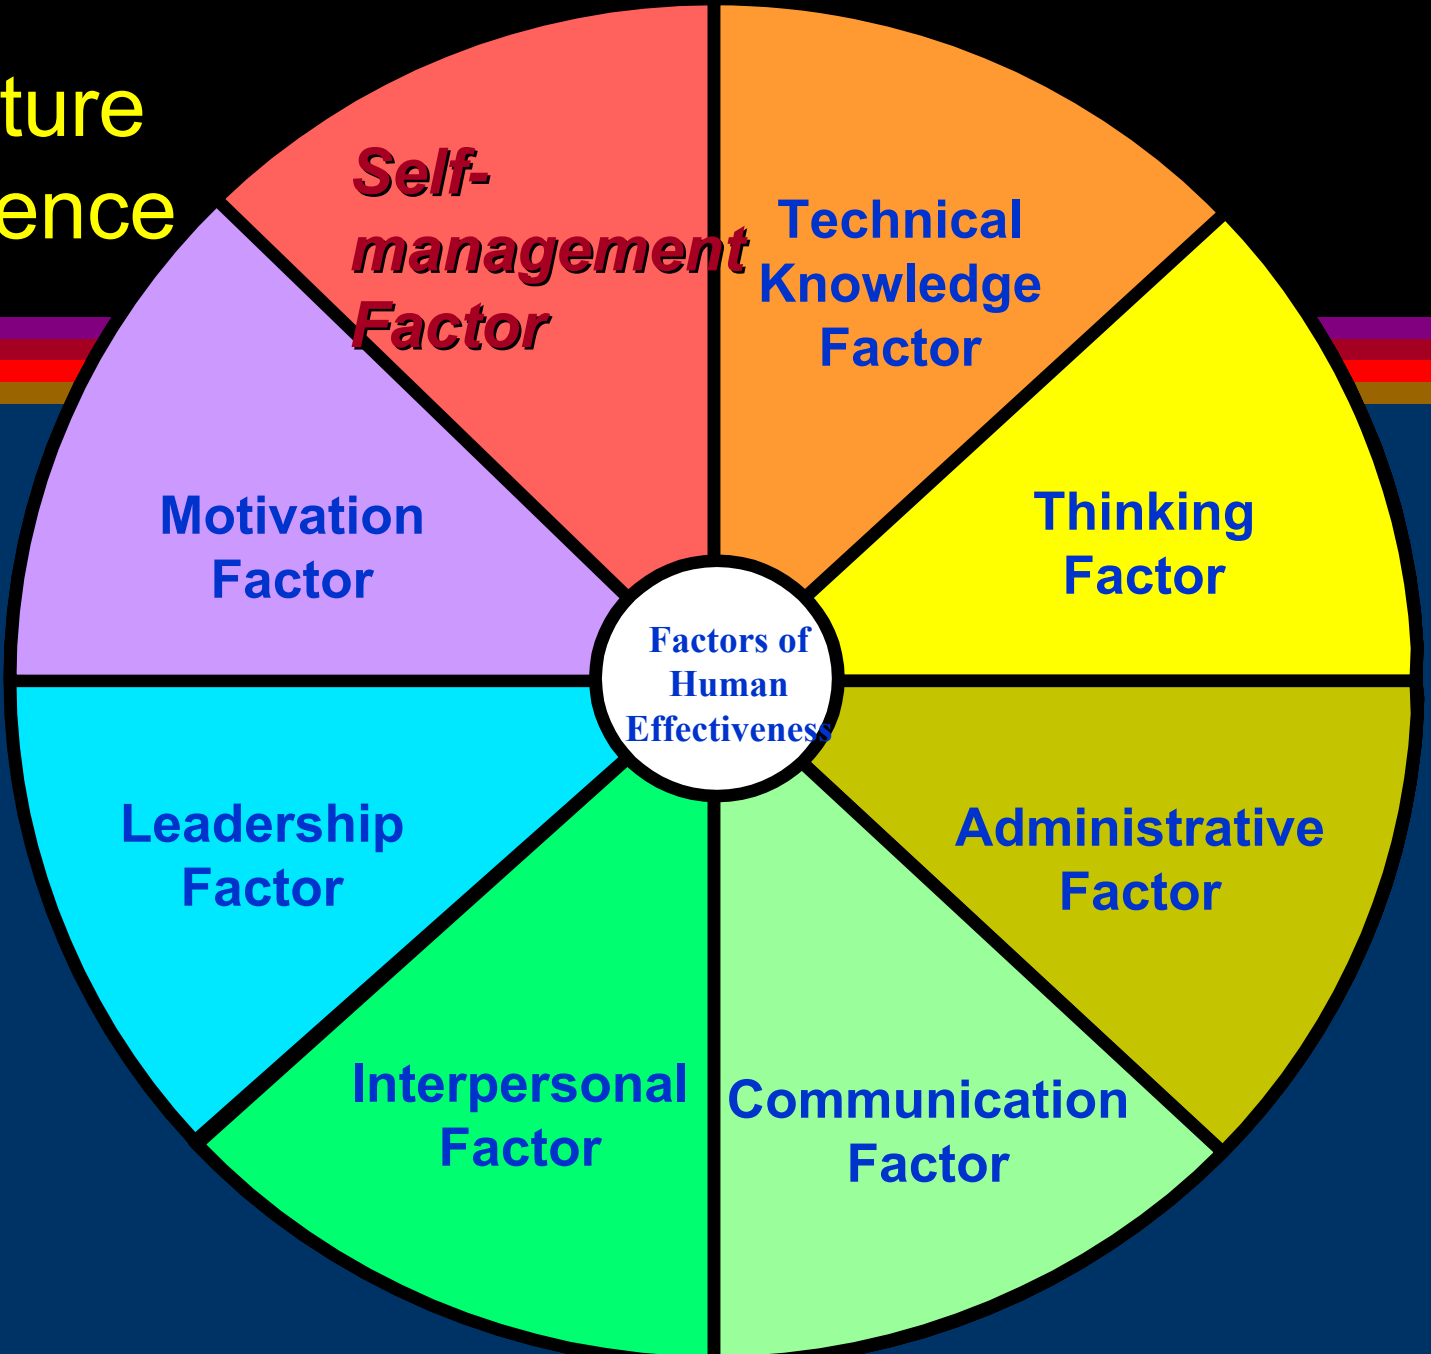 ture
ence
Self-
management
Factor
Technical
Knowledge
Factor
Thinking
Factor
Motivation
Factor
Factors of
Human
Effectiveness
Leadership
Factor
Administrative
Factor
Interpersonal
Factor
Communication
Factor